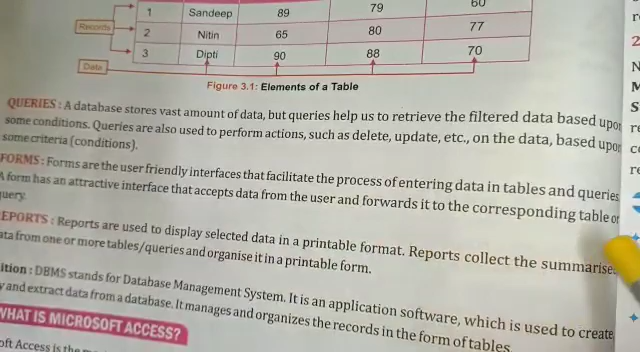 1 Sandeep 89 79 60
Records 2 Nitin 65 80 77
3 Dipti 90 88 70
Data
Figure 3.1: Elements of a Table
QUERIES : A database stores vast amount of data, but queries help us to retrieve the filtered data based upon
some conditions. Queries are also used to perform actions, such as delete, update, etc., on the data, based upon
some criteria (conditions).
FORMS : Forms are the user friendly interfaces that facilitate the process of entering data in tables and queries
A form has an attractive interface that accepts data from the user and forwards it to the corresponding table or
query
EPORTS : Reports are used to display selected data in a printable format. Reports collect the summarise
ata from one or more tables/queries and organise it in a printable form.
ition : DBMS stands for Database Management System. It is an application software, which is used to create
y and extract data from a database. It manages and organizes the records in the form of tables
WHAT IS MICROSOFT ACCESS?
oft Access is the